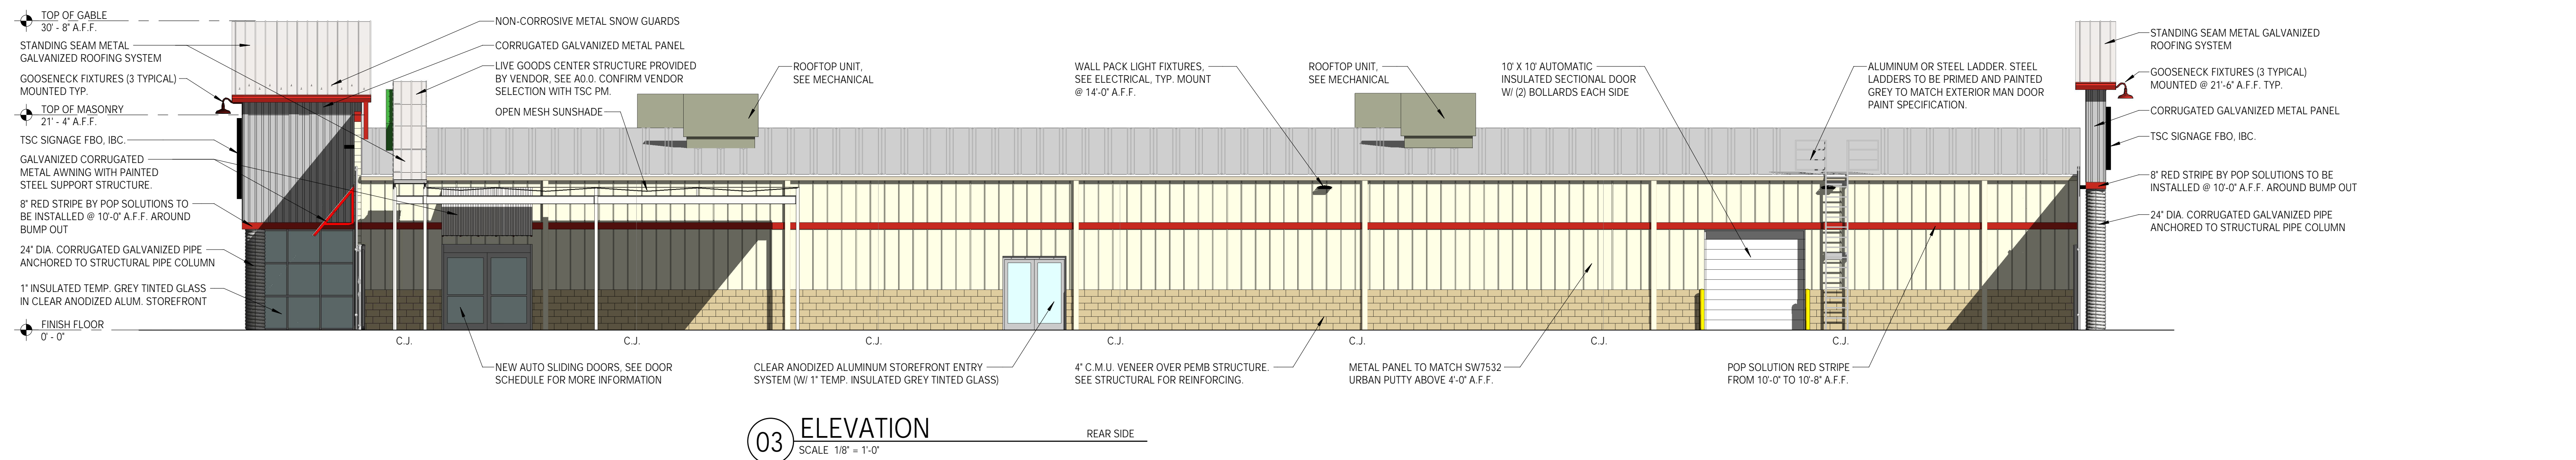 TOP OF GABLE
30' - 8" A.F.F.
STANDING SEAM METAL
GALVANIZED ROOFING SYSTEM
GOOSENECK FIXTURES (3 TYPICAL)
MOUNTED TYP.
TOP OF MASONRY
21' - 4" A.F.F.
TSC SIGNAGE FBO, IBC.
GALVANIZED CORRUGATED
METAL AWNING WITH PAINTED
STEEL SUPPORT STRUCTURE.
8" RED STRIPE BY POP SOLUTIONS TO
BE INSTALLED @ 10'-0" A.F.F. AROUND
BUMP OUT
24" DIA. CORRUGATED GALVANIZED PIPE
ANCHORED TO STRUCTURAL PIPE COLUMN
1" INSULATED TEMP. GREY TINTED GLASS
IN CLEAR ANODIZED ALUM. STOREFRONT
FINISH FLOOR
0' - 0"
NON-CORROSIVE METAL SNOW GUARDS
CORRUGATED GALVANIZED METAL PANEL
LIVE GOODS CENTER STRUCTURE PROVIDED
BY VENDOR, SEE A0.0. CONFIRM VENDOR
SELECTION WITH TSC PM.
OPEN MESH SUNSHADE
ROOFTOP UNIT,
SEE MECHANICAL
WALL PACK LIGHT FIXTURES,
SEE ELECTRICAL, TYP. MOUNT
@ 14'-0" A.F.F.
ROOFTOP UNIT,
SEE MECHANICAL
10' X 10' AUTOMATIC
INSULATED SECTIONAL DOOR
W/ (2) BOLLARDS EACH SIDE
ALUMINUM OR STEEL LADDER. STEEL
LADDERS TO BE PRIMED AND PAINTED
GREY TO MATCH EXTERIOR MAN DOOR
PAINT SPECIFICATION.
STANDING SEAM METAL GALVANIZED
ROOFING SYSTEM
GOOSENECK FIXTURES (3 TYPICAL)
MOUNTED @ 21'-6" A.F.F. TYP.
CORRUGATED GALVANIZED METAL PANEL
TSC SIGNAGE FBO, IBC.
8" RED STRIPE BY POP SOLUTIONS TO BE
INSTALLED @ 10'-0" A.F.F. AROUND BUMP OUT
24" DIA. CORRUGATED GALVANIZED PIPE
ANCHORED TO STRUCTURAL PIPE COLUMN
C.J.
C.J.
C.J.
C.J.
C.J.
C.J.
C.J.
NEW AUTO SLIDING DOORS, SEE DOOR
SCHEDULE FOR MORE INFORMATION
CLEAR ANODIZED ALUMINUM STOREFRONT ENTRY
SYSTEM (W/ 1" TEMP. INSULATED GREY TINTED GLASS)
4" C.M.U. VENEER OVER PEMB STRUCTURE.
SEE STRUCTURAL FOR REINFORCING.
METAL PANEL TO MATCH SW7532
URBAN PUTTY ABOVE 4'-0" A.F.F.
POP SOLUTION RED STRIPE
FROM 10'-0" TO 10'-8" A.F.F.
03
ELEVATION
REAR SIDE
SCALE 1/8" = 1'-0"